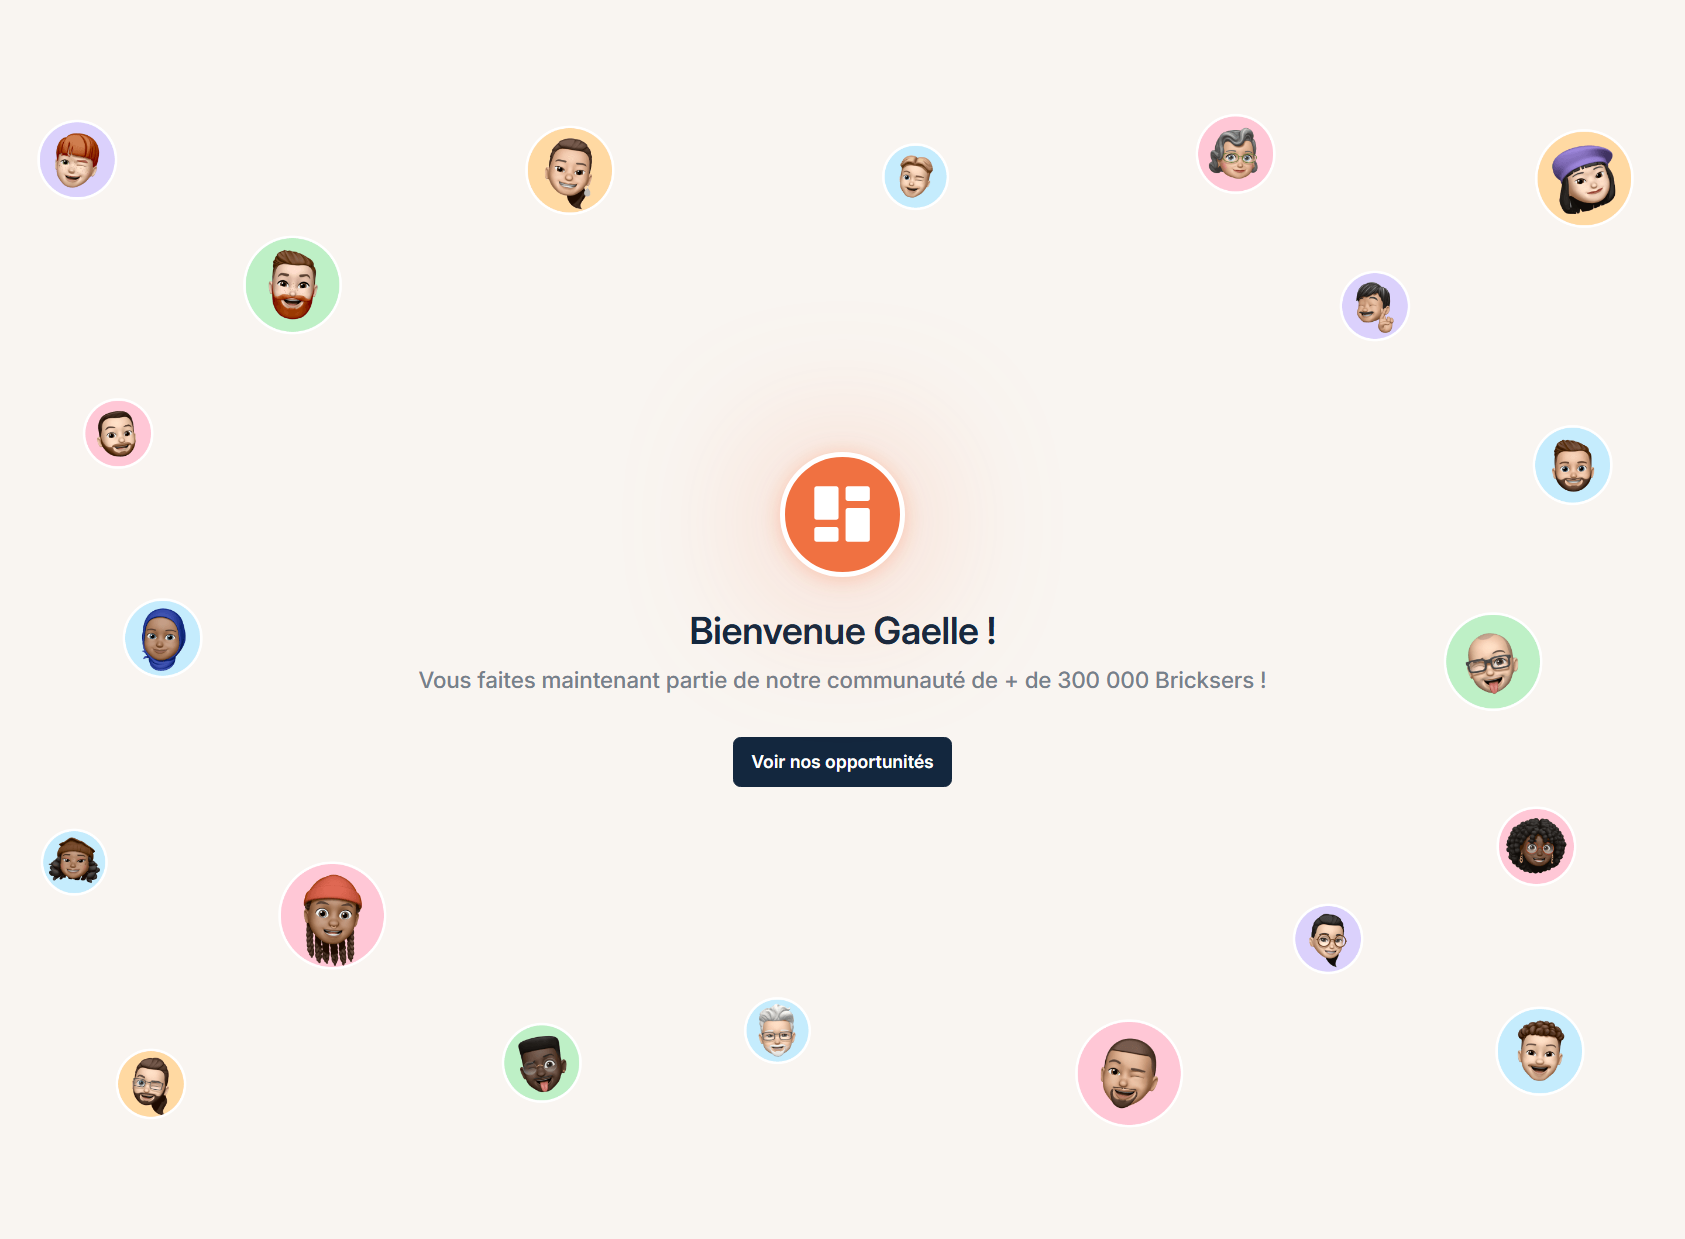 Bienvenue Gaelle !
Vous faites maintenant partie de notre communauté de + de 300 000 Bricksers !
Voir nos opportunités